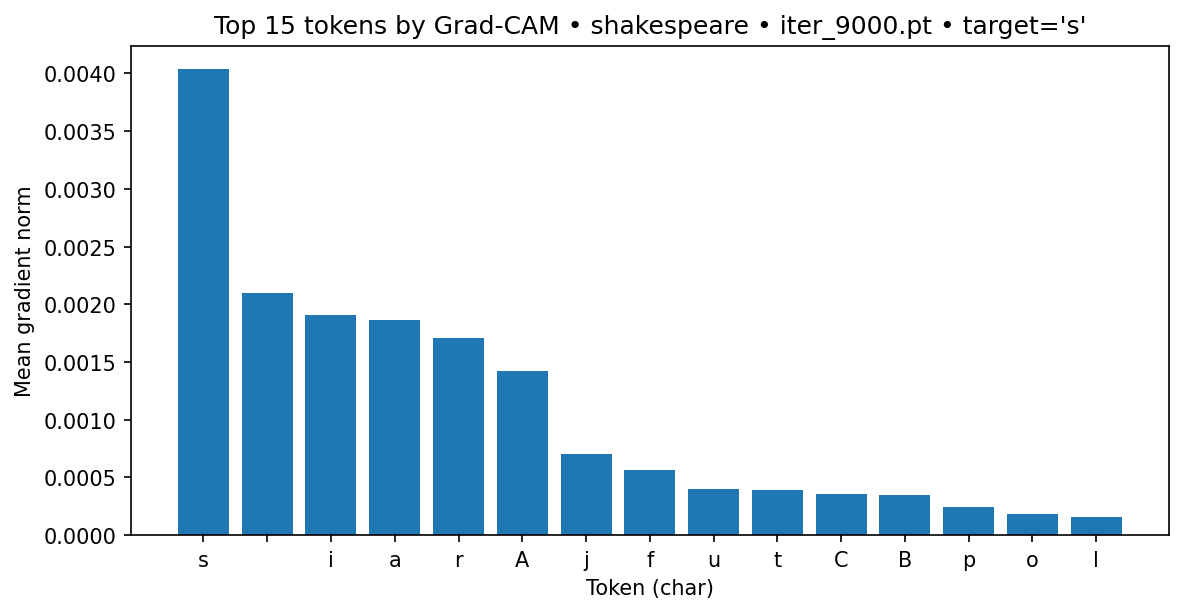 Top 15 tokens by Grad-CAM • shakespeare • iter_9000.pt • target='s'
Mean gradient norm
0.0040
0.0035
0.0030
0.0025
0.0020
0.0015
0.0010
0.0005
0.0000
s i a r A j f u t C B p o l
Token (char)